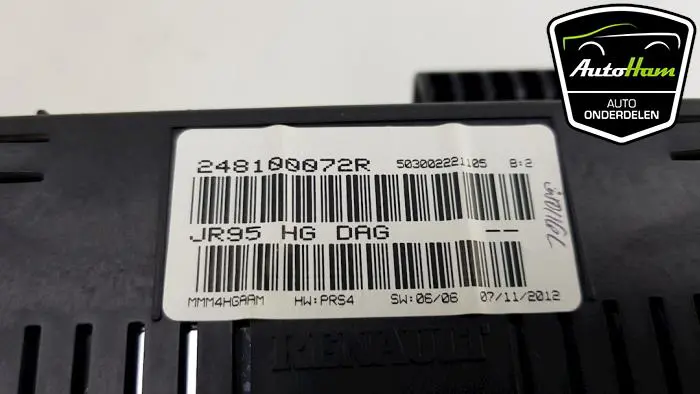 AutoHam
AUTO
ONDERDELEN
248100072R 503002221105 B:2
JR95 HG DAG --
MMM4HGAAM HW:PRS4 SW:06/06 07/11/2012
RENAULT